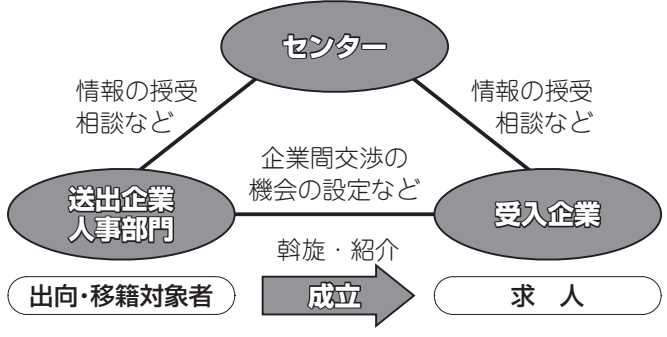 センター
情報の授受
相談など
情報の授受
相談など
企業間交渉の
機会の設定など
送出企業
人事部門
受入企業
斡旋・紹介
出向・移籍対象者
成立
求　人